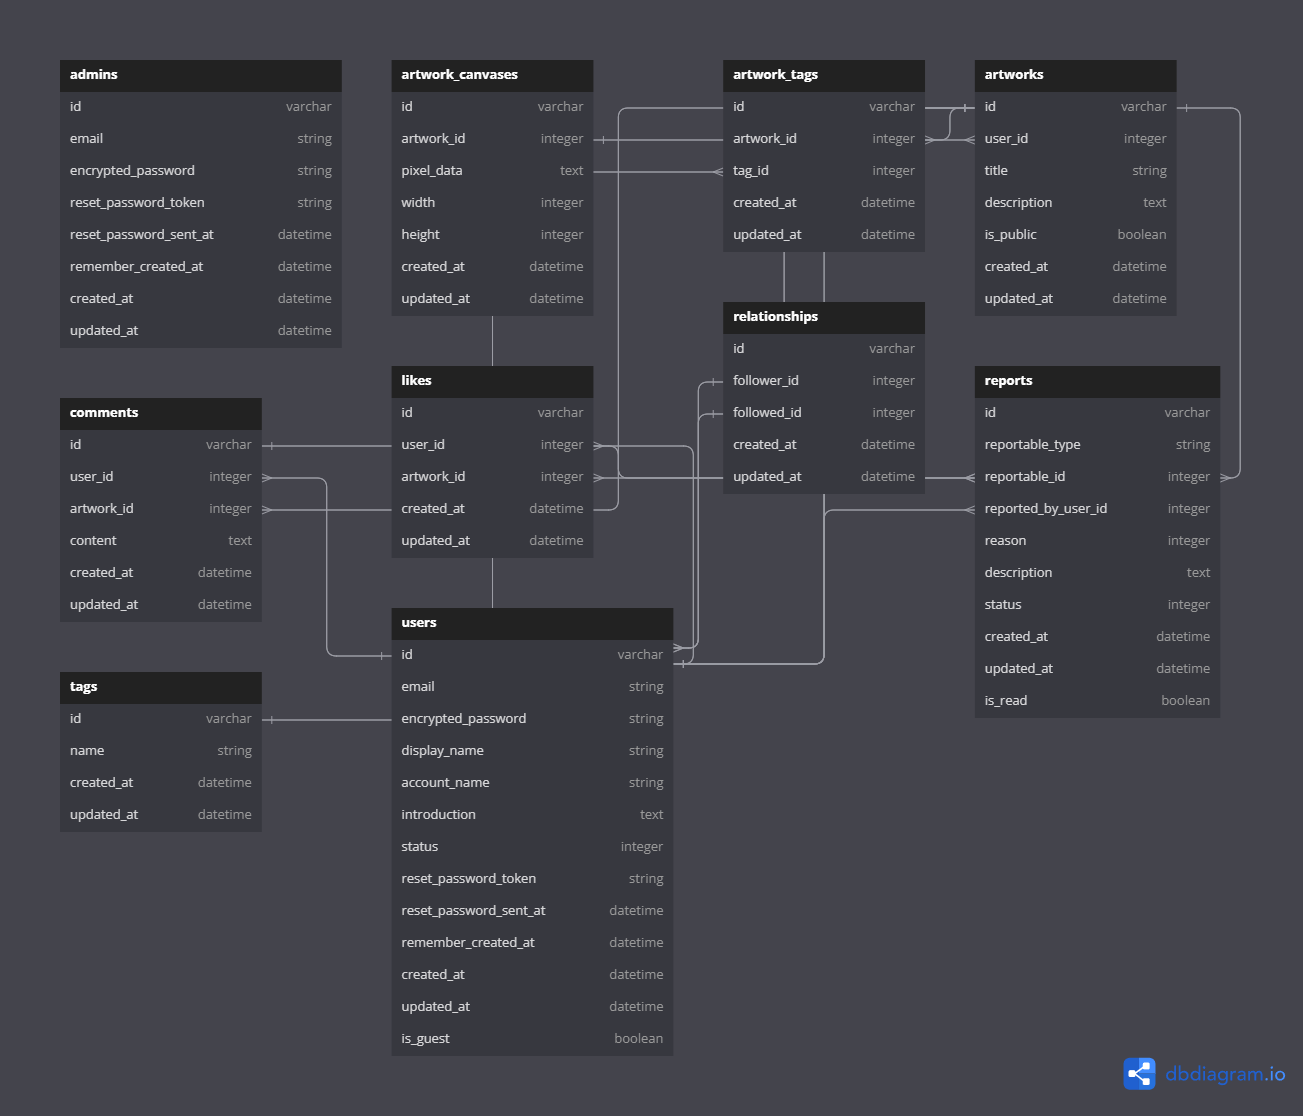 admins
id varchar
email string
encrypted_password string
reset_password_token string
reset_password_sent_at datetime
remember_created_at datetime
created_at datetime
updated_at datetime
artwork_canvases
id varchar
artwork_id integer
pixel_data text
width integer
height integer
created_at datetime
updated_at datetime
artwork_tags
id varchar
artwork_id integer
tag_id integer
created_at datetime
updated_at datetime
artworks
id varchar
user_id integer
title string
description text
is_public boolean
created_at datetime
updated_at datetime
comments
id varchar
user_id integer
artwork_id integer
content text
created_at datetime
updated_at datetime
likes
id varchar
user_id integer
artwork_id integer
created_at datetime
updated_at datetime
relationships
id varchar
follower_id integer
followed_id integer
created_at datetime
updated_at datetime
reports
id varchar
reportable_type string
reportable_id integer
reported_by_user_id integer
reason integer
description text
status integer
created_at datetime
updated_at datetime
is_read boolean
tags
id varchar
name string
created_at datetime
updated_at datetime
users
id varchar
email string
encrypted_password string
display_name string
account_name string
introduction text
status integer
reset_password_token string
reset_password_sent_at datetime
remember_created_at datetime
created_at datetime
updated_at datetime
is_guest boolean
dbdiagram.io